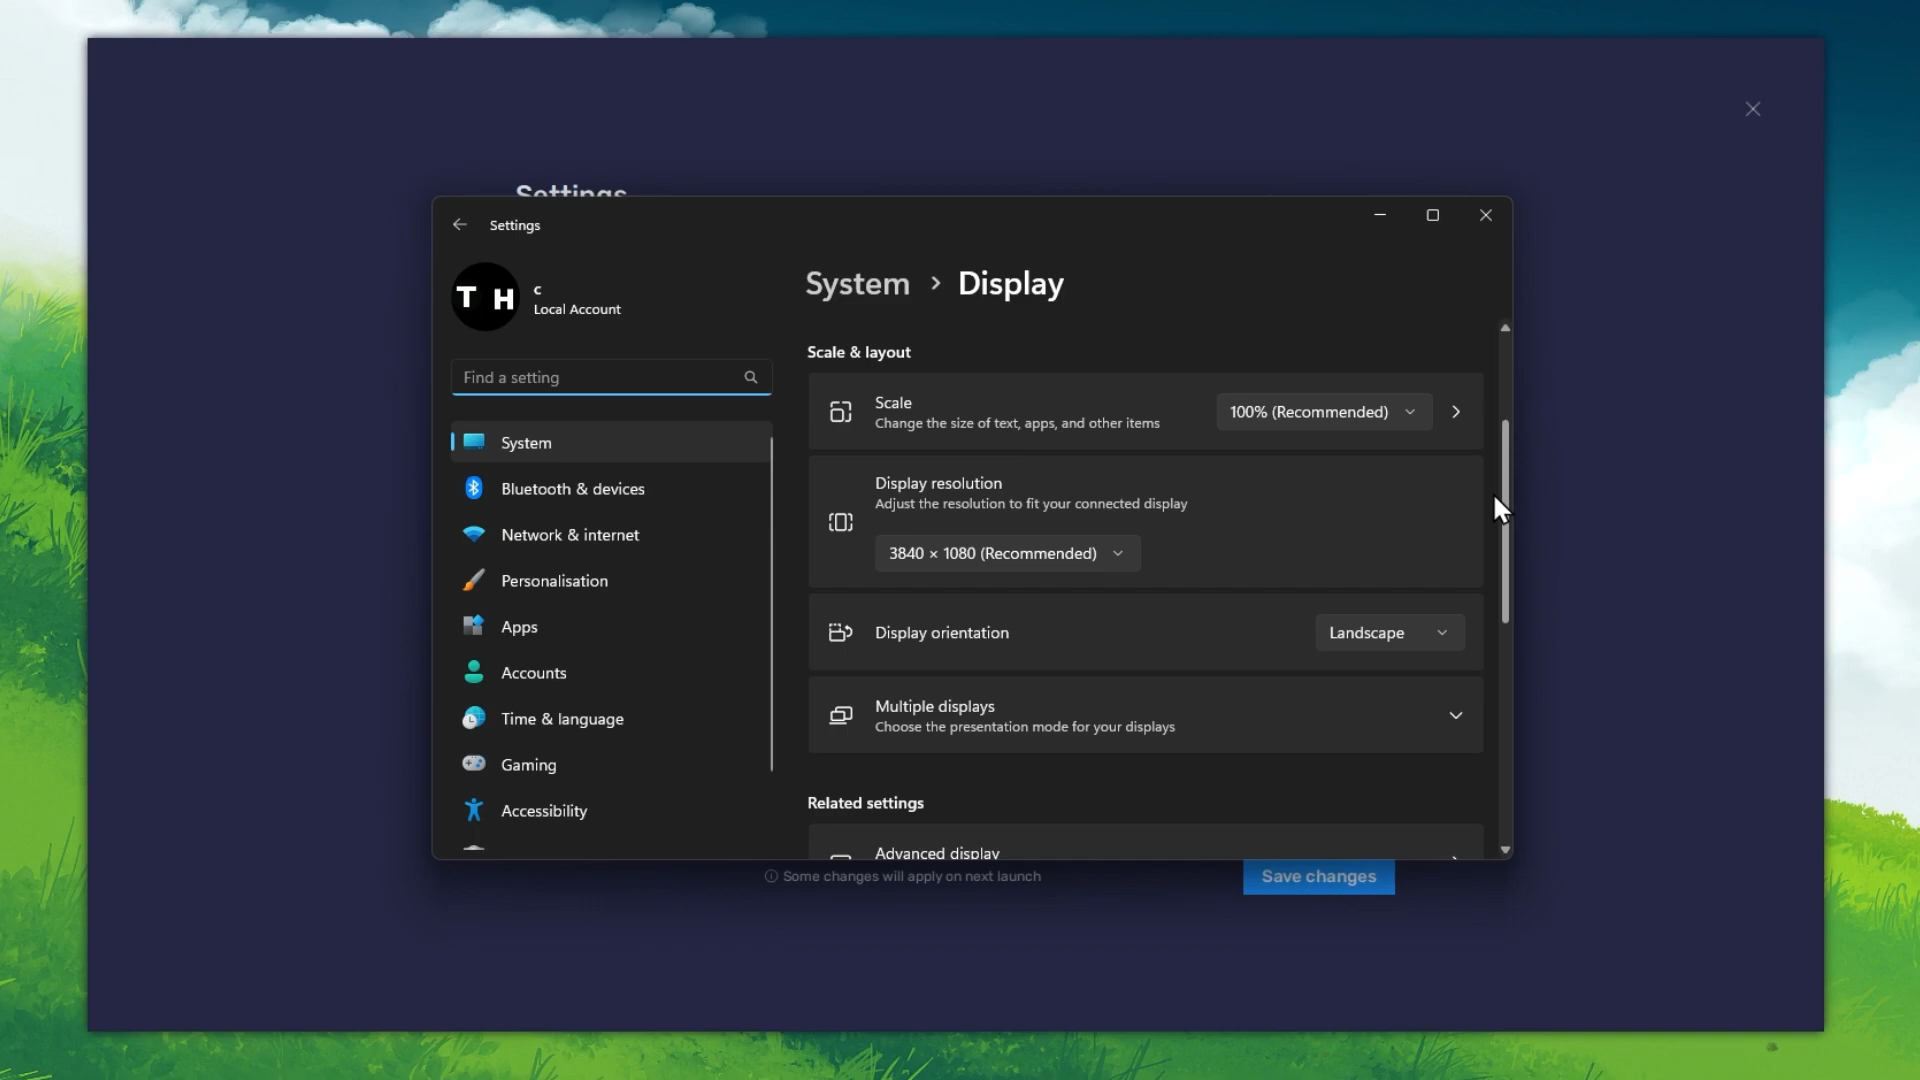 Settings
Settings
T H
c
Local Account
Find a setting
System
Bluetooth & devices
Network & internet
Personalisation
Apps
Accounts
Time & language
Gaming
Accessibility
System > Display
Scale & layout
Scale
Change the size of text, apps, and other items
100% (Recommended)
Display resolution
Adjust the resolution to fit your connected display
3840 × 1080 (Recommended)
Display orientation
Landscape
Multiple displays
Choose the presentation mode for your displays
Related settings
Advanced display
Some changes will apply on next launch
Save changes